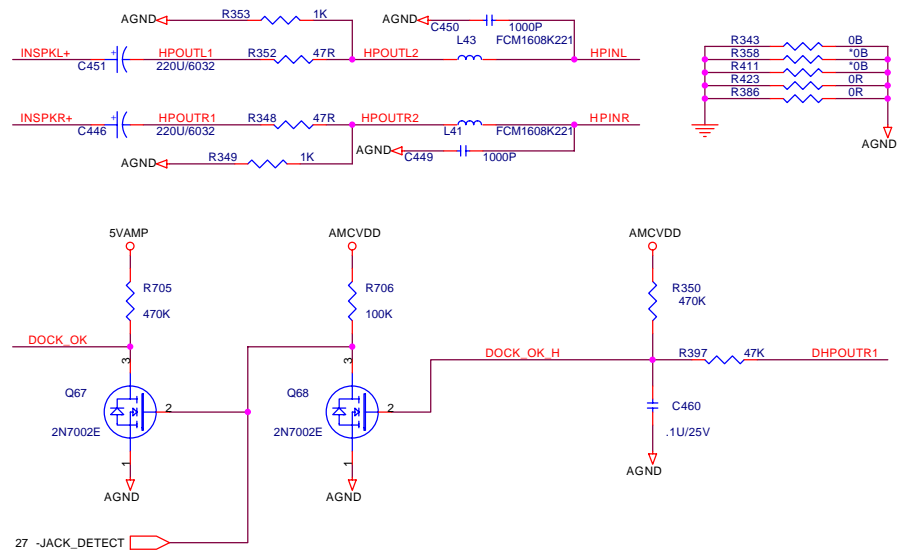 AGND R353 1K
C450 1000P AGND
INSPKL+ HPOUTL1 R352 47R HPOUTL2 L43 FCM1608K221 HPINL
C451 + 220U/6032
INSPKR+ HPOUTR1 R348 47R HPOUTR2 HPINR
C446 + 220U/6032 L41 FCM1608K221
AGND R349 1K
AGND C449 1000P
R343 0B
R358 *0B
R411 *0B
R423 0R
R386 0R
AGND
5VAMP
R705
470K
DOCK_OK
3
Q67
2
2N7002E
1
AGND
AMCVDD
R706
100K
3
Q68
2
2N7002E
1
AGND
AMCVDD
R350
470K
DOCK_OK_H R397 47K DHPOUTR1
C460
.1U/25V
AGND
27 -JACK_DETECT